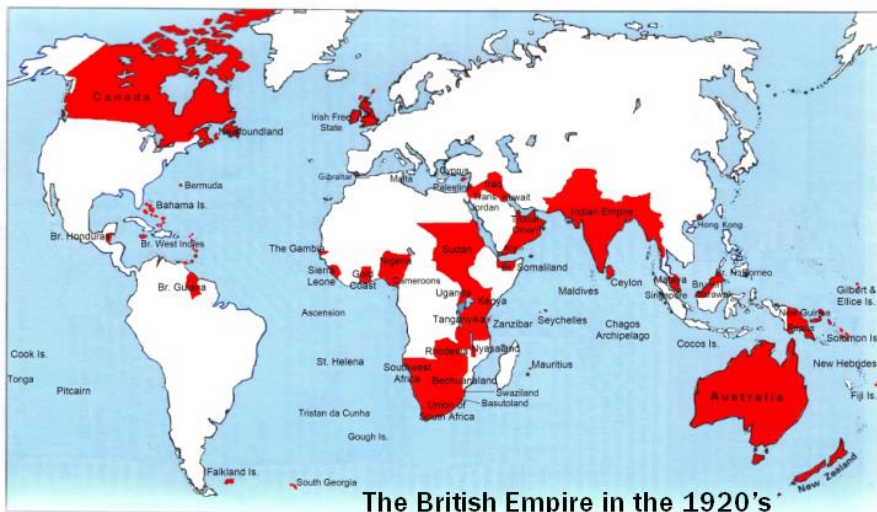 Canada
Newfoundland
Irish Free
State
Bermuda
Bahama Is.
Br. Honduras
Br. West Indies
Br. Guiana
Gibraltar
Malta
Cyprus
Palestine
Iraq
Trans-
Jordan
Kuwait
Oman
Indian Empire
Hong Kong
The Gambia
Sierra
Leone
Gold
Coast
Nigeria
Cameroons
Sudan
Br. Somaliland
Uganda
Kenya
Tanganyika
Zanzibar
Seychelles
Maldives
Ceylon
Chagos
Archipelago
Malaya
Singapore
Brunei
Sarawak
Br. N. Borneo
Cocos Is.
New Guinea
Papua
Gilbert &
Ellice Is.
Solomon Is
New Hebrides
Fiji Is.
Ascension
St. Helena
Tristan da Cunha
Gough Is.
Rhodesia
Nyasaland
Southwest
Africa
Bechuanaland
Swaziland
Basutoland
Union of
South Africa
Mauritius
Cook Is.
Tonga
Pitcairn
Falkland Is.
South Georgia
Australia
New Zealand
The British Empire in the 1920's